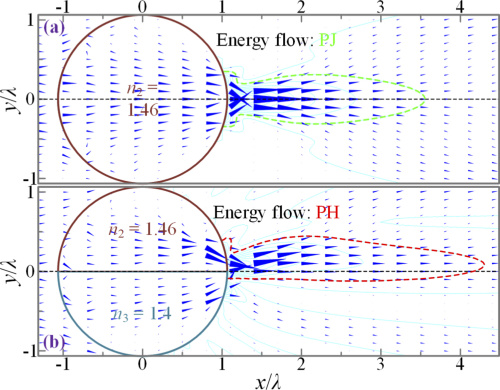 (a)
Energy flow: PJ
1.46
y/λ
1
0
-1
-1
0
1
2
3
4
(b)
n₂ = 1.46
Energy flow: PH
n₃ = 1.4
y/λ
1
0
-1
-1
0
1
2
3
4
x/λ